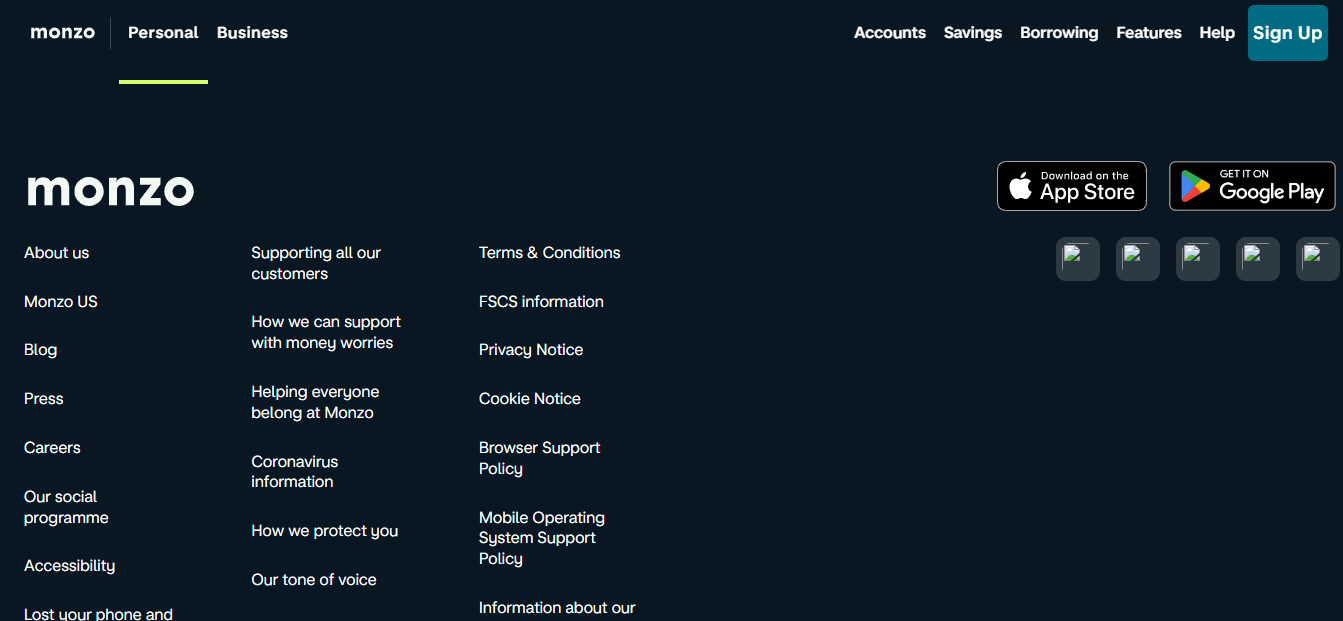 monzo
Personal
Business
Accounts
Savings
Borrowing
Features
Help
Sign Up
monzo
Download on the
App Store
GET IT ON
Google Play
About us
Monzo US
Blog
Press
Careers
Our social
programme
Accessibility
Lost your phone and
Supporting all our
customers
How we can support
with money worries
Helping everyone
belong at Monzo
Coronavirus
information
How we protect you
Our tone of voice
Terms & Conditions
FSCS information
Privacy Notice
Cookie Notice
Browser Support
Policy
Mobile Operating
System Support
Policy
Information about our